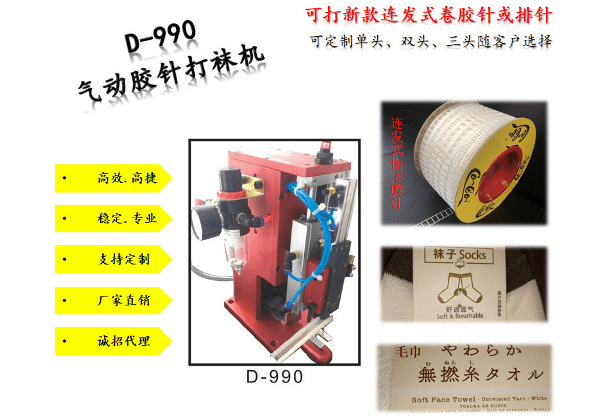 可打新款连发式卷胶针或排针
可定制单头、双头、三头随客户选择
D-990
气动胶针打袜机
高效.高捷
稳定.专业
支持定制
厂家直销
诚招代理
D-990
连发式梯形胶针
袜子 Socks
舒适透气
Soft & Breathable
毛巾 やわらか
無撚糸タオル
Soft Face Towel・Untwisted Yarn・White